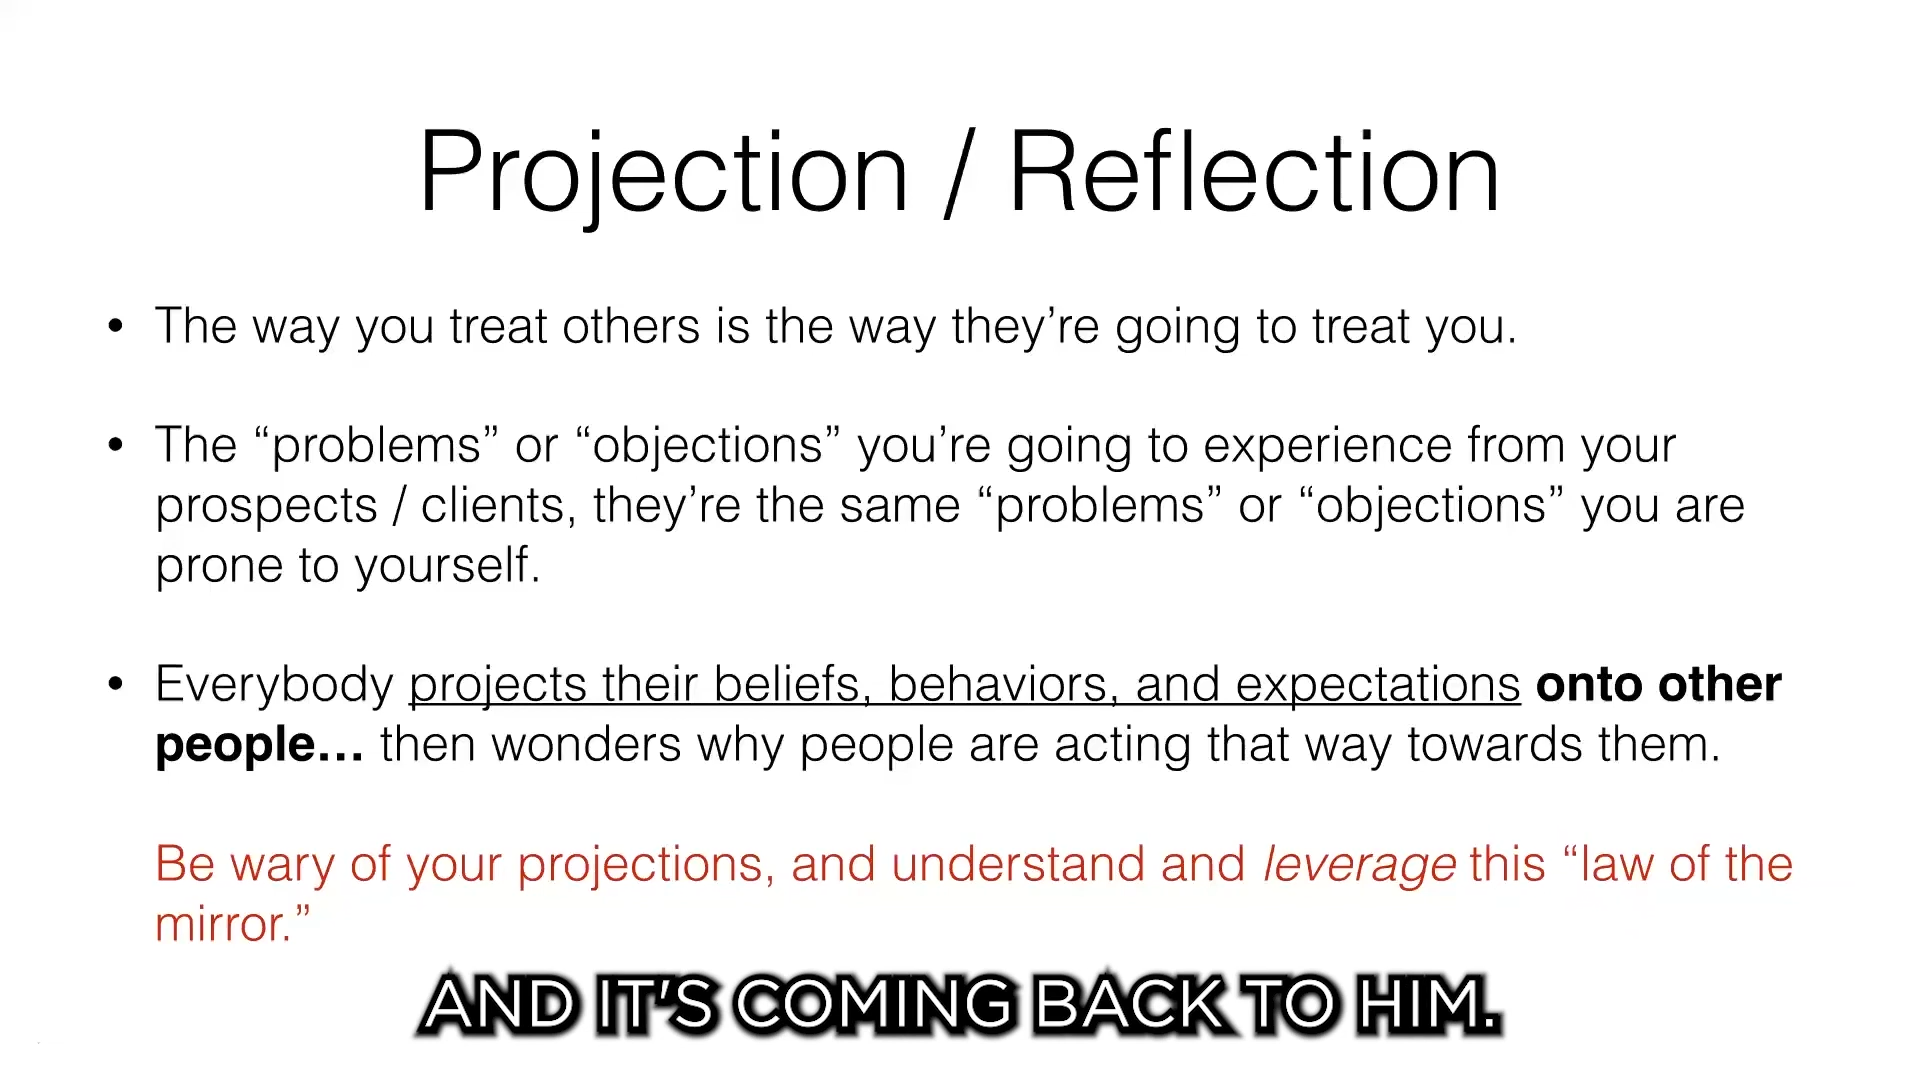 Projection / Reflection
• The way you treat others is the way they’re going to treat you.
• The “problems” or “objections” you’re going to experience from your
prospects / clients, they’re the same “problems” or “objections” you are
prone to yourself.
• Everybody projects their beliefs, behaviors, and expectations onto other
people… then wonders why people are acting that way towards them.
Be wary of your projections, and understand and leverage this “law of the
mirror.”
AND IT'S COMING BACK TO HIM.